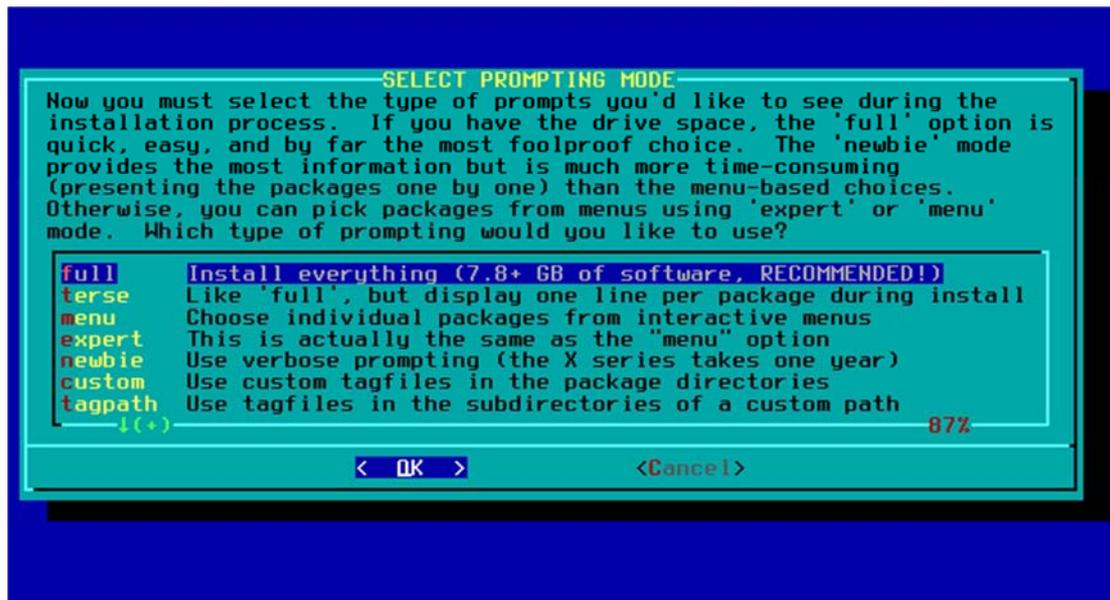 SELECT PROMPTING MODE
Now you must select the type of prompts you'd like to see during the
installation process.  If you have the drive space, the 'full' option is
quick, easy, and by far the most foolproof choice.  The 'newbie' mode
provides the most information but is much more time-consuming
(presenting the packages one by one) than the menu-based choices.
Otherwise, you can pick packages from menus using 'expert' or 'menu'
mode.  Which type of prompting would you like to use?
full Install everything (7.8+ GB of software, RECOMMENDED!)
terse Like 'full', but display one line per package during install
menu Choose individual packages from interactive menus
expert This is actually the same as the "menu" option
newbie Use verbose prompting (the X series takes one year)
custom Use custom tagfiles in the package directories
tagpath Use tagfiles in the subdirectories of a custom path
↓(+) 87%
< OK > <Cancel>